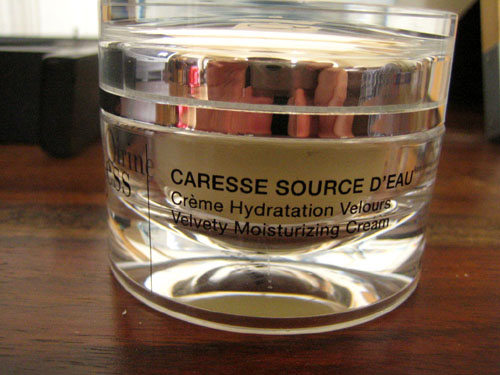 CARESSE SOURCE D'EAU
Crème Hydratation Velours
Velvety Moisturizing Cream